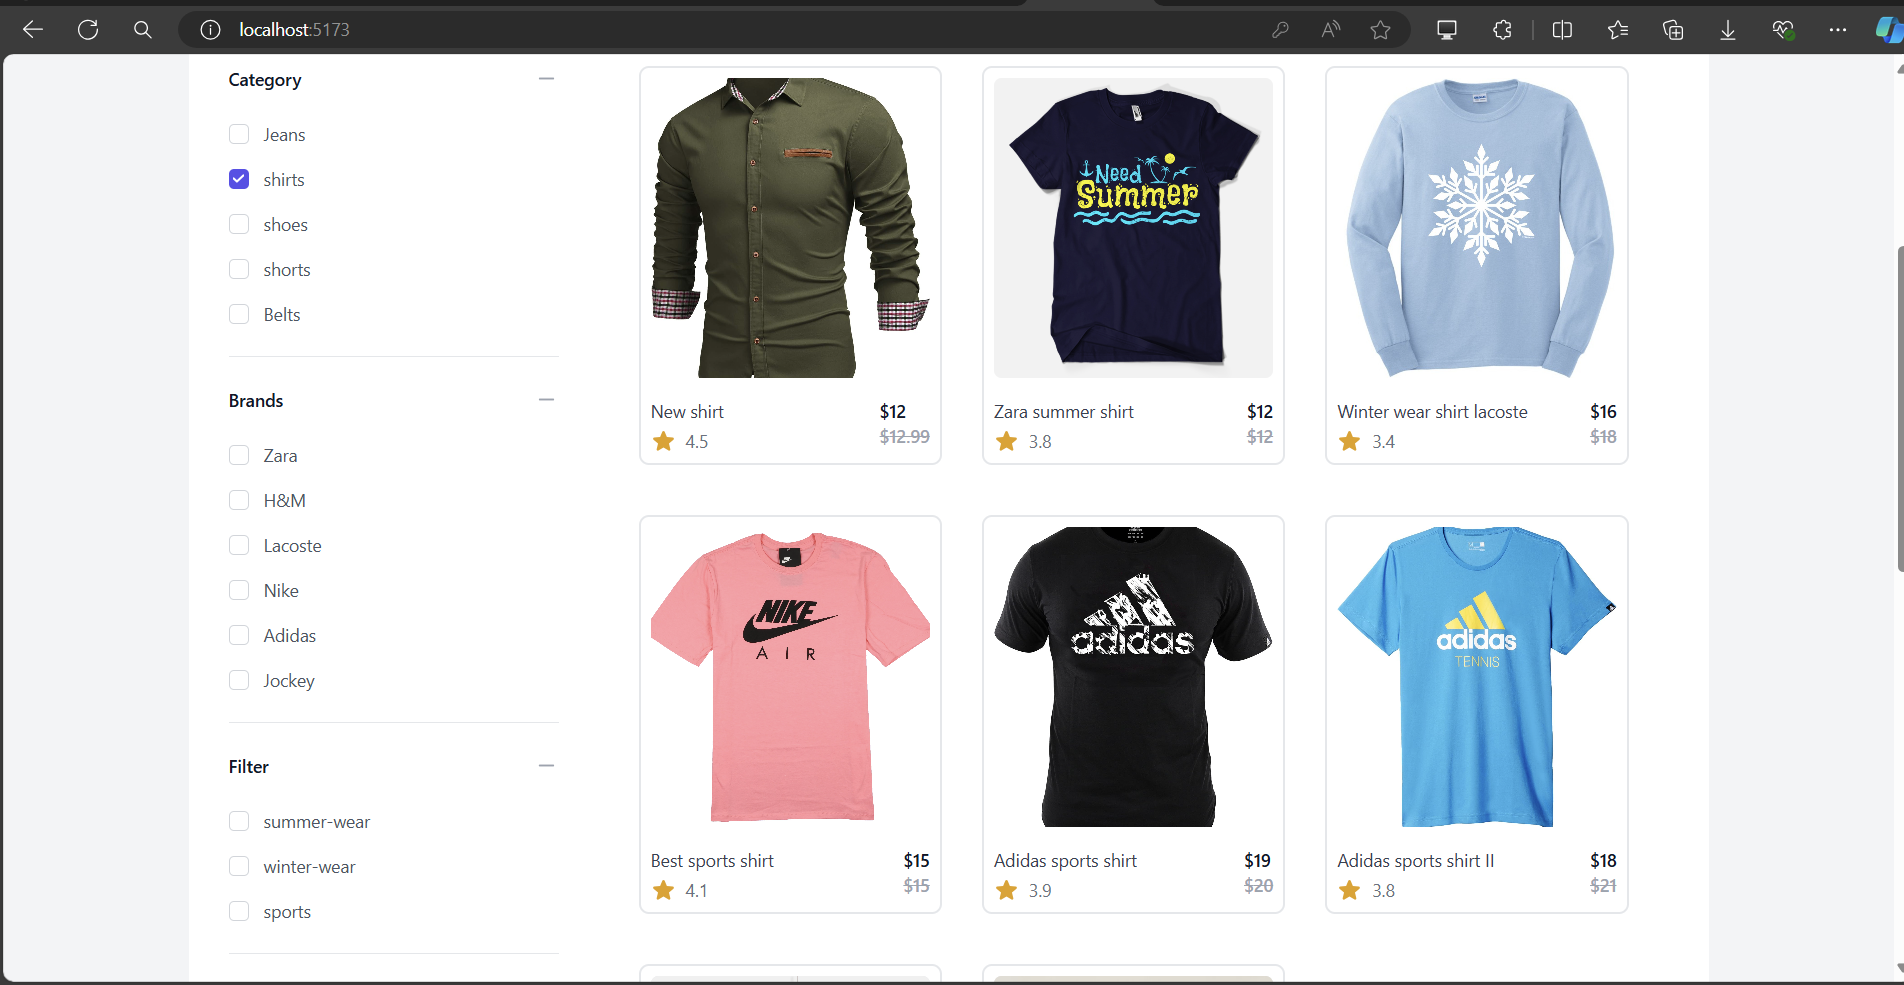 localhost:5173
Category
Jeans
shirts
shoes
shorts
Belts
Brands
Zara
H&M
Lacoste
Nike
Adidas
Jockey
Filter
summer-wear
winter-wear
sports
Need
Summer
New shirt $12
4.5 $12.99
Zara summer shirt $12
3.8 $12
Winter wear shirt lacoste $16
3.4 $18
NIKE
AIR
adidas
adidas
TENNIS
Best sports shirt $15
4.1 $15
Adidas sports shirt $19
3.9 $20
Adidas sports shirt II $18
3.8 $21